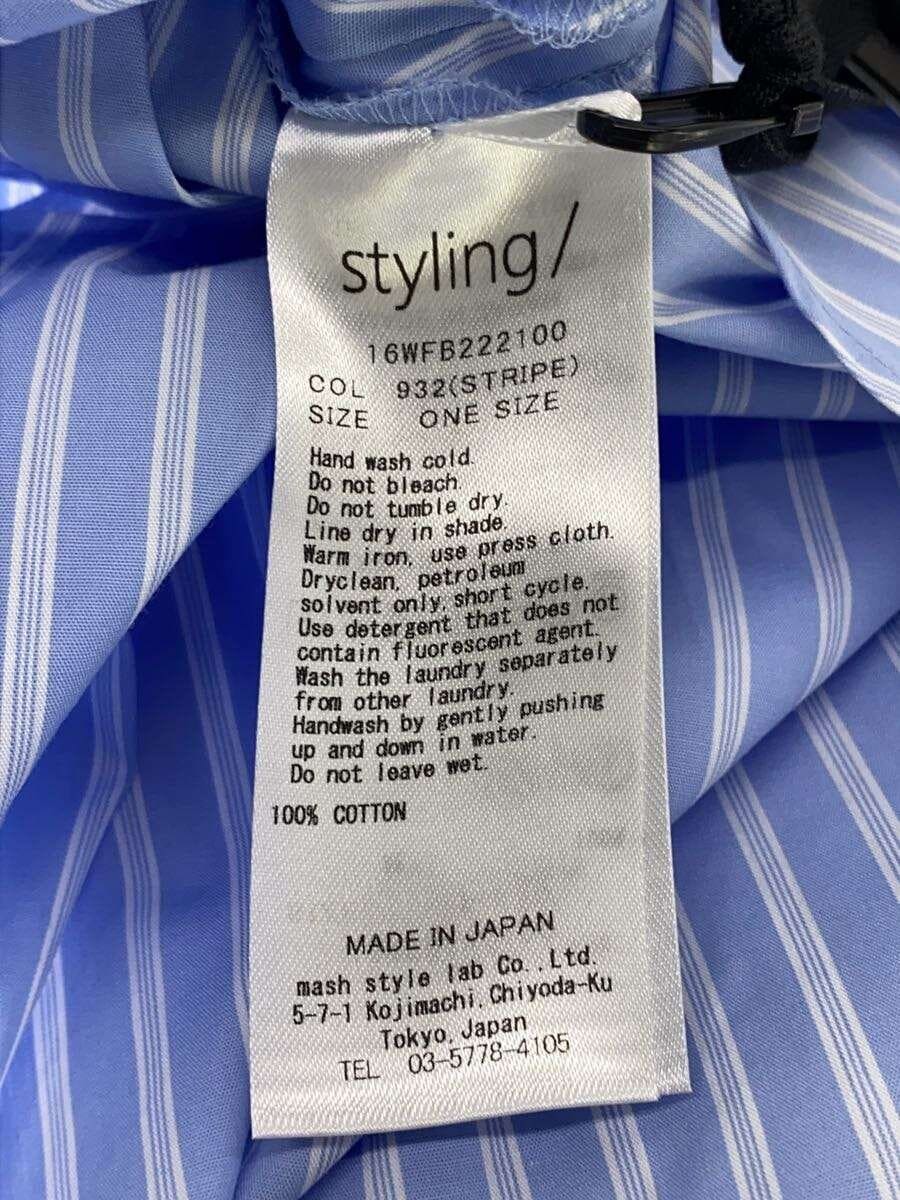 styling/
16WFB222100
COL 932(STRIPE)
SIZE ONE SIZE
Hand wash cold.
Do not bleach.
Do not tumble dry.
Line dry in shade.
Warm iron, use press cloth.
Dryclean, petroleum
solvent only,short cycle.
Use detergent that does not
contain fluorescent agent.
Wash the laundry separately
from other laundry.
Handwash by gently pushing
up and down in water.
Do not leave wet.
100% COTTON
MADE IN JAPAN
mash style lab Co.,Ltd.
5-7-1 Kojimachi,Chiyoda-Ku
Tokyo,Japan
TEL 03-5778-4105